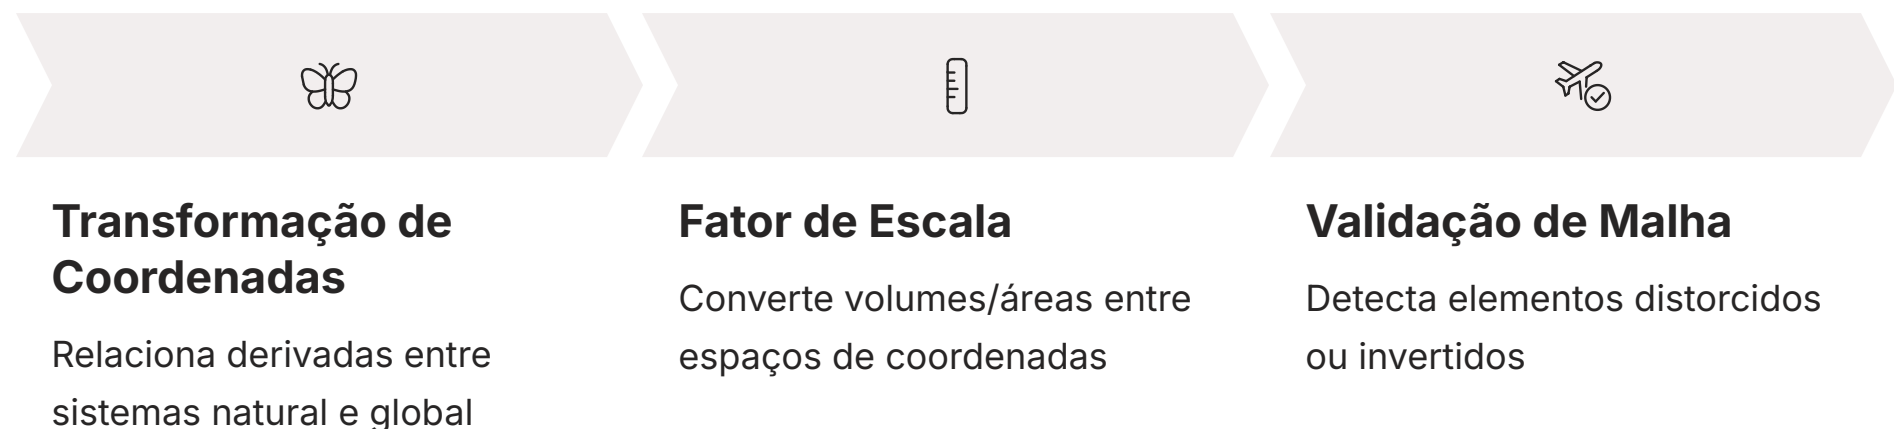 Transformação de
Coordenadas
Relaciona derivadas entre
sistemas natural e global
Fator de Escala
Converte volumes/áreas entre
espaços de coordenadas
Validação de Malha
Detecta elementos distorcidos
ou invertidos